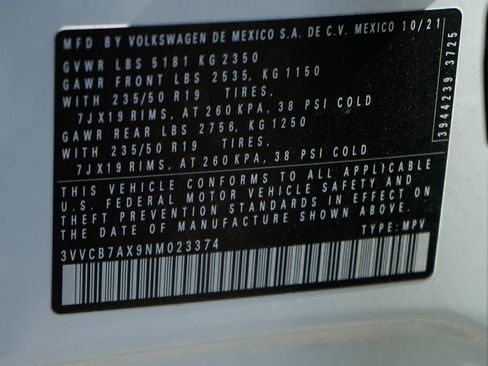 MFD BY VOLKSWAGEN DE MEXICO S.A. DE C.V. MEXICO 10/21
GVWR LBS 5181 KG 2350
GAWR FRONT LBS 2535, KG 1150
WITH 235/50 R19 TIRES,
7JX19 RIMS, AT 260 KPA, 38 PSI COLD
GAWR REAR LBS 2756, KG 1250
WITH 235/50 R19 TIRES,
7JX19 RIMS, AT 260 KPA, 38 PSI COLD
THIS VEHICLE CONFORMS TO ALL APPLICABLE
U.S. FEDERAL MOTOR VEHICLE SAFETY AND
THEFT PREVENTION STANDARDS IN EFFECT ON
THE DATE OF MANUFACTURE SHOWN ABOVE.
3VVCB7AX9NM023374
TYPE: MPV
3944239 3725